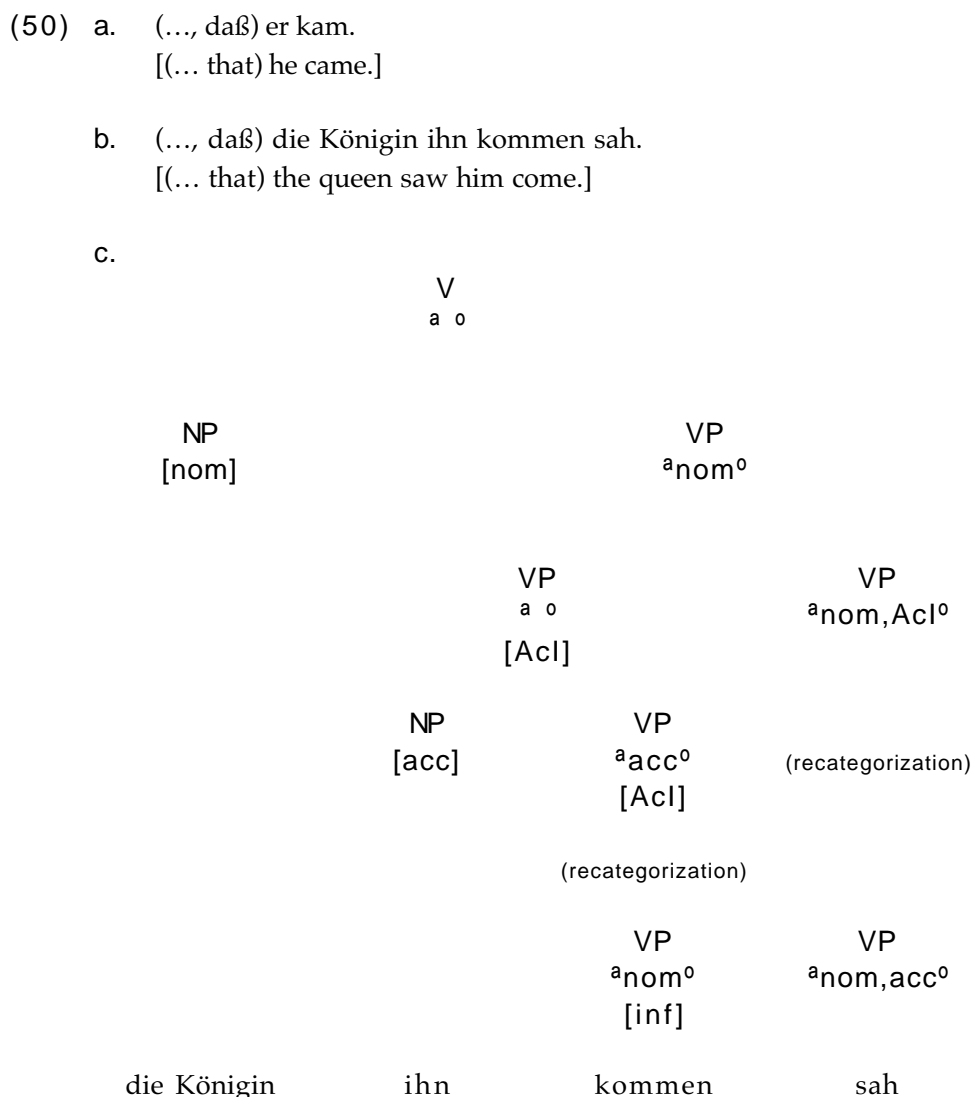 (50) a. (…, daß) er kam.
[(… that) he came.]
b. (…, daß) die Königin ihn kommen sah.
[(… that) the queen saw him come.]
c.
V
ª º
NP VP
[nom] ªnomº
VP VP
ª º ªnom,AcIº
[AcI]
NP VP
[acc] ªaccº (recategorization)
[AcI]
(recategorization)
VP VP
ªnomº ªnom,accº
[inf]
die Königin ihn kommen sah